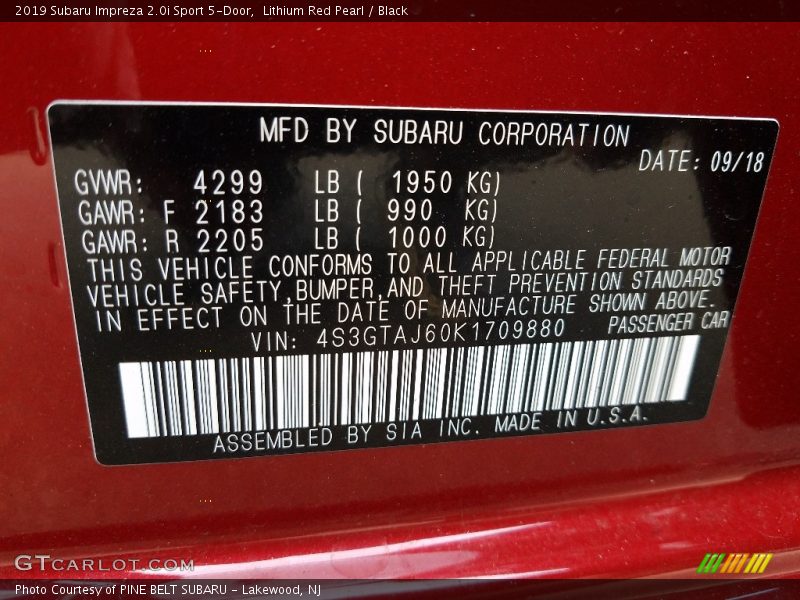 2019 Subaru Impreza 2.0i Sport 5-Door,  Lithium Red Pearl / Black
MFD BY SUBARU CORPORATION
DATE: 09/18
GVWR: 4299 LB ( 1950 KG)
GAWR: F 2183 LB ( 990 KG)
GAWR: R 2205 LB ( 1000 KG)
THIS VEHICLE CONFORMS TO ALL APPLICABLE FEDERAL MOTOR
VEHICLE SAFETY,BUMPER,AND THEFT PREVENTION STANDARDS
IN EFFECT ON THE DATE OF MANUFACTURE SHOWN ABOVE.
VIN: 4S3GTAJ60K1709880 PASSENGER CAR
ASSEMBLED BY SIA INC. MADE IN U.S.A.
GTCARLOT.COM
Photo Courtesy of PINE BELT SUBARU - Lakewood, NJ